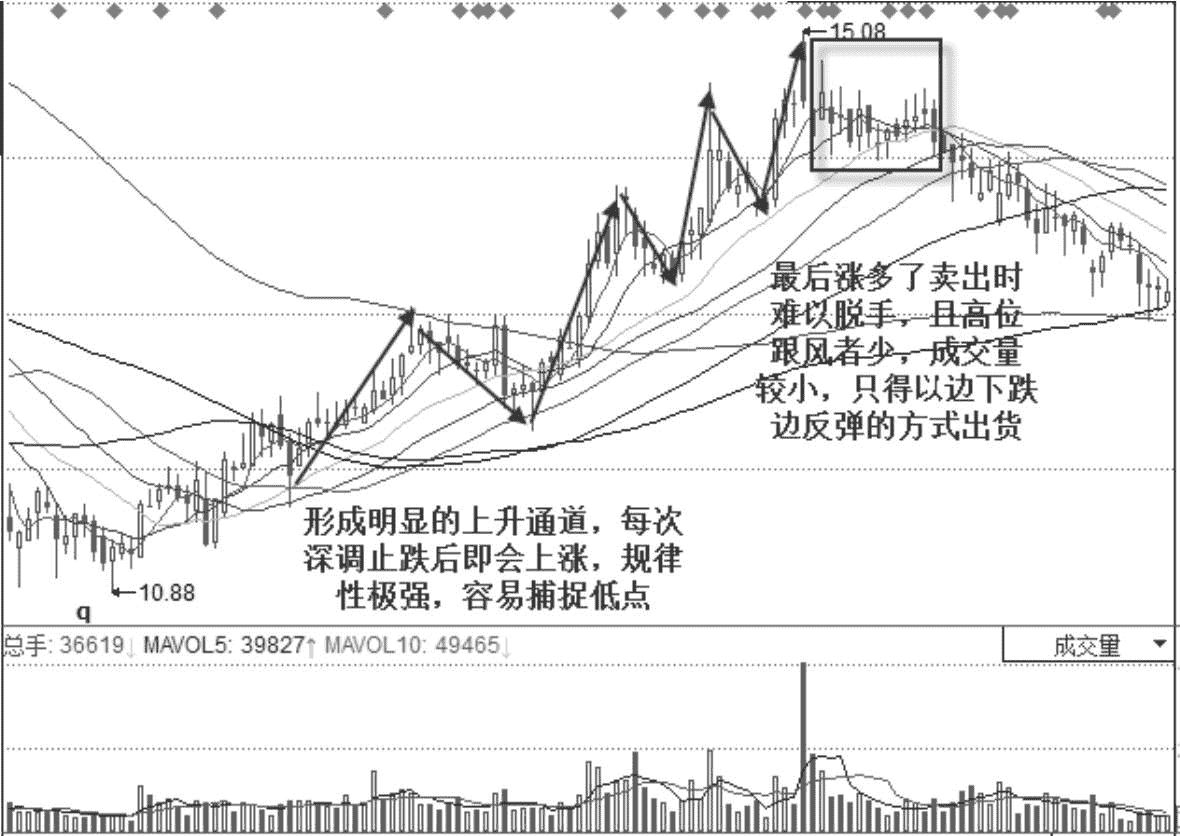 15.08
最后涨多了卖出时
难以脱手，且高位
跟风者少，成交量
较小，只得以边下跌
边反弹的方式出货
形成明显的上升通道，每次
深调止跌后即会上涨，规律
性极强，容易捕捉低点
10.88
q
总手: 36619↓ MAVOL5: 39827↑ MAVOL10: 49465↓
成交量